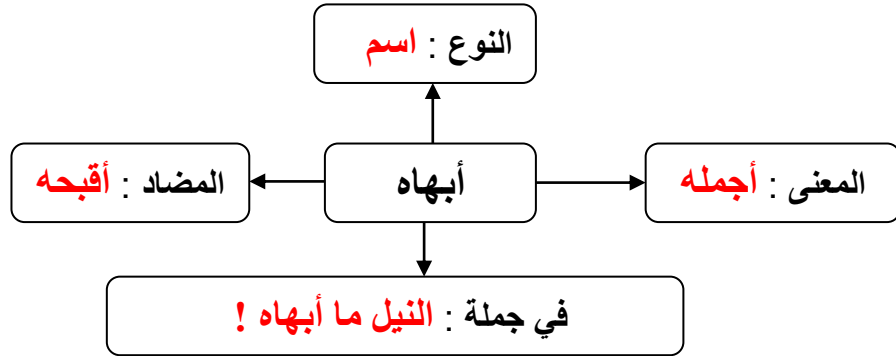 النوع : اسم
المعنى : أجمله
أبهاه
المضاد : أقبحه
في جملة : النيل ما أبهاه !